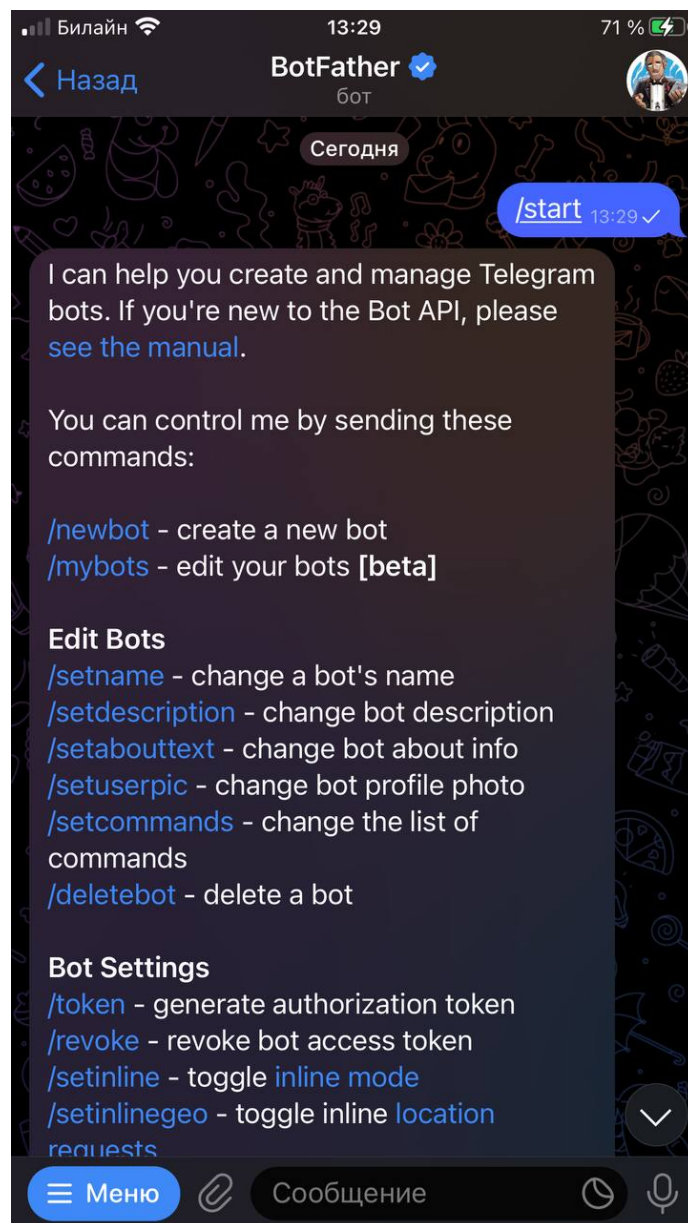 Билайн 13:29 71 %
Назад BotFather
бот
Сегодня
/start 13:29
I can help you create and manage Telegram
bots. If you're new to the Bot API, please
see the manual.
You can control me by sending these
commands:
/newbot - create a new bot
/mybots - edit your bots [beta]
Edit Bots
/setname - change a bot's name
/setdescription - change bot description
/setabouttext - change bot about info
/setuserpic - change bot profile photo
/setcommands - change the list of
commands
/deletebot - delete a bot
Bot Settings
/token - generate authorization token
/revoke - revoke bot access token
/setinline - toggle inline mode
/setinlinegeo - toggle inline location
requests
Меню Сообщение